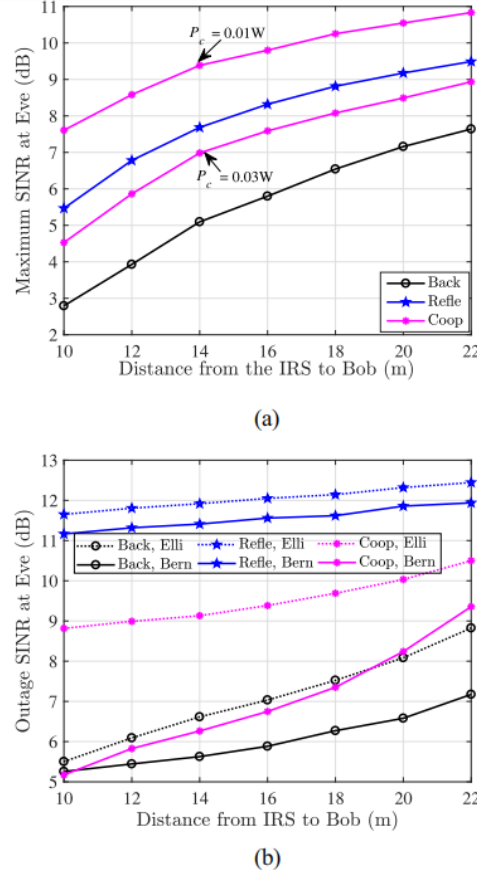 11
10
9
8
7
6
5
4
3
2
Maximum SINR at Eve (dB)
P_c = 0.01W
P_c = 0.03W
Back
Refle
Coop
10 12 14 16 18 20 22
Distance from the IRS to Bob (m)
(a)
13
12
11
10
9
8
7
6
5
Outage SINR at Eve (dB)
Back, Elli Refle, Elli Coop, Elli
Back, Bern Refle, Bern Coop, Bern
10 12 14 16 18 20 22
Distance from IRS to Bob (m)
(b)